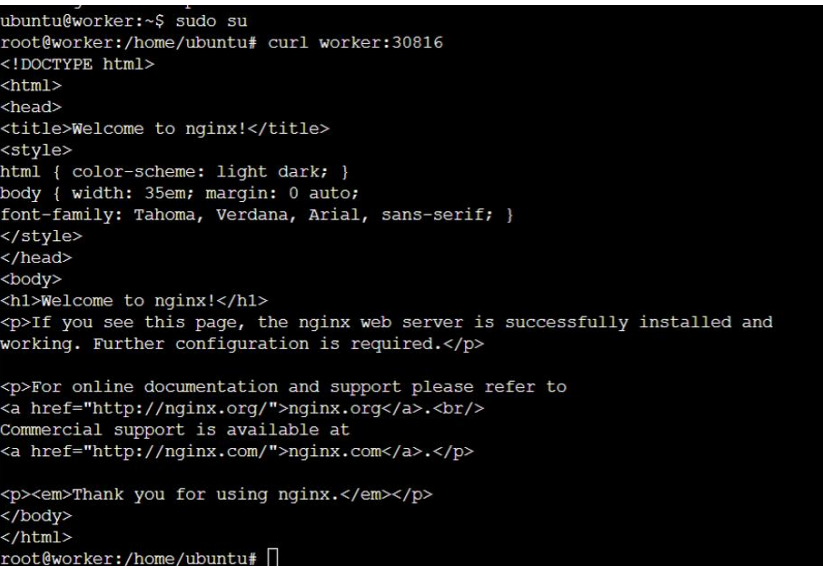 ubuntu@worker:~$ sudo su
root@worker:/home/ubuntu# curl worker:30816
<!DOCTYPE html>
<html>
<head>
<title>Welcome to nginx!</title>
<style>
html { color-scheme: light dark; }
body { width: 35em; margin: 0 auto;
font-family: Tahoma, Verdana, Arial, sans-serif; }
</style>
</head>
<body>
<h1>Welcome to nginx!</h1>
<p>If you see this page, the nginx web server is successfully installed and
working. Further configuration is required.</p>

<p>For online documentation and support please refer to
<a href="http://nginx.org/">nginx.org</a>.<br/>
Commercial support is available at
<a href="http://nginx.com/">nginx.com</a>.</p>

<p><em>Thank you for using nginx.</em></p>
</body>
</html>
root@worker:/home/ubuntu#